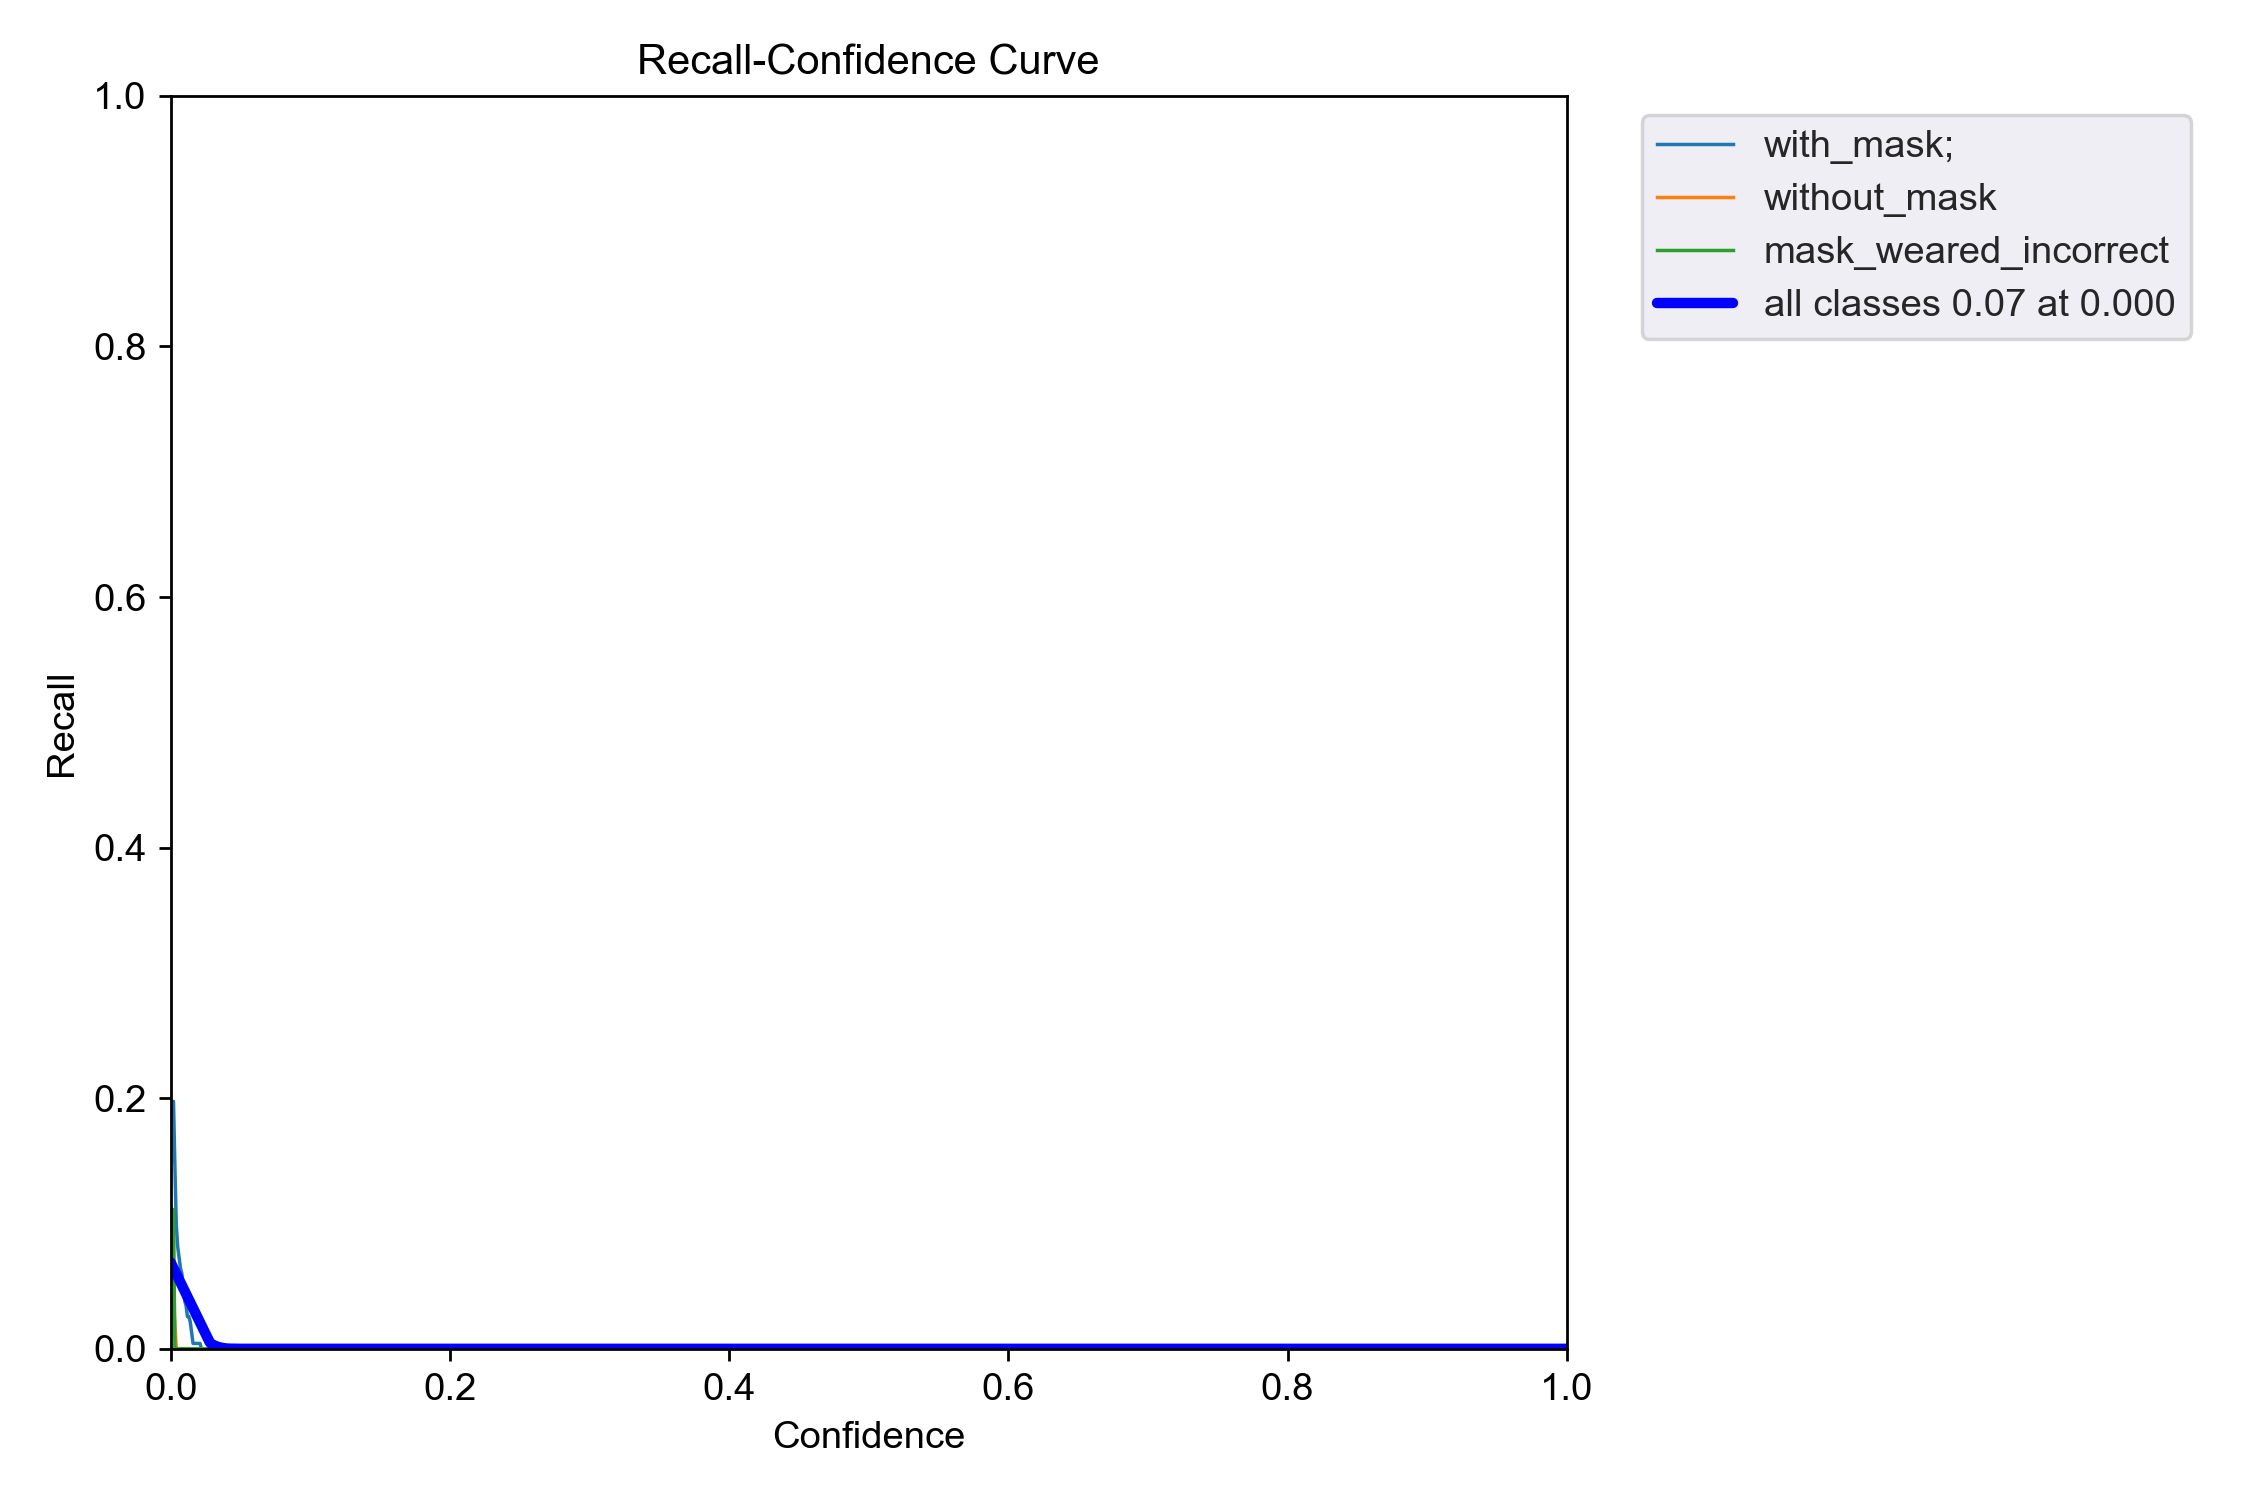 Recall-Confidence Curve
1.0
0.8
0.6
0.4
0.2
0.0
Recall
0.0 0.2 0.4 0.6 0.8 1.0
Confidence
with_mask;
without_mask
mask_weared_incorrect
all classes 0.07 at 0.000